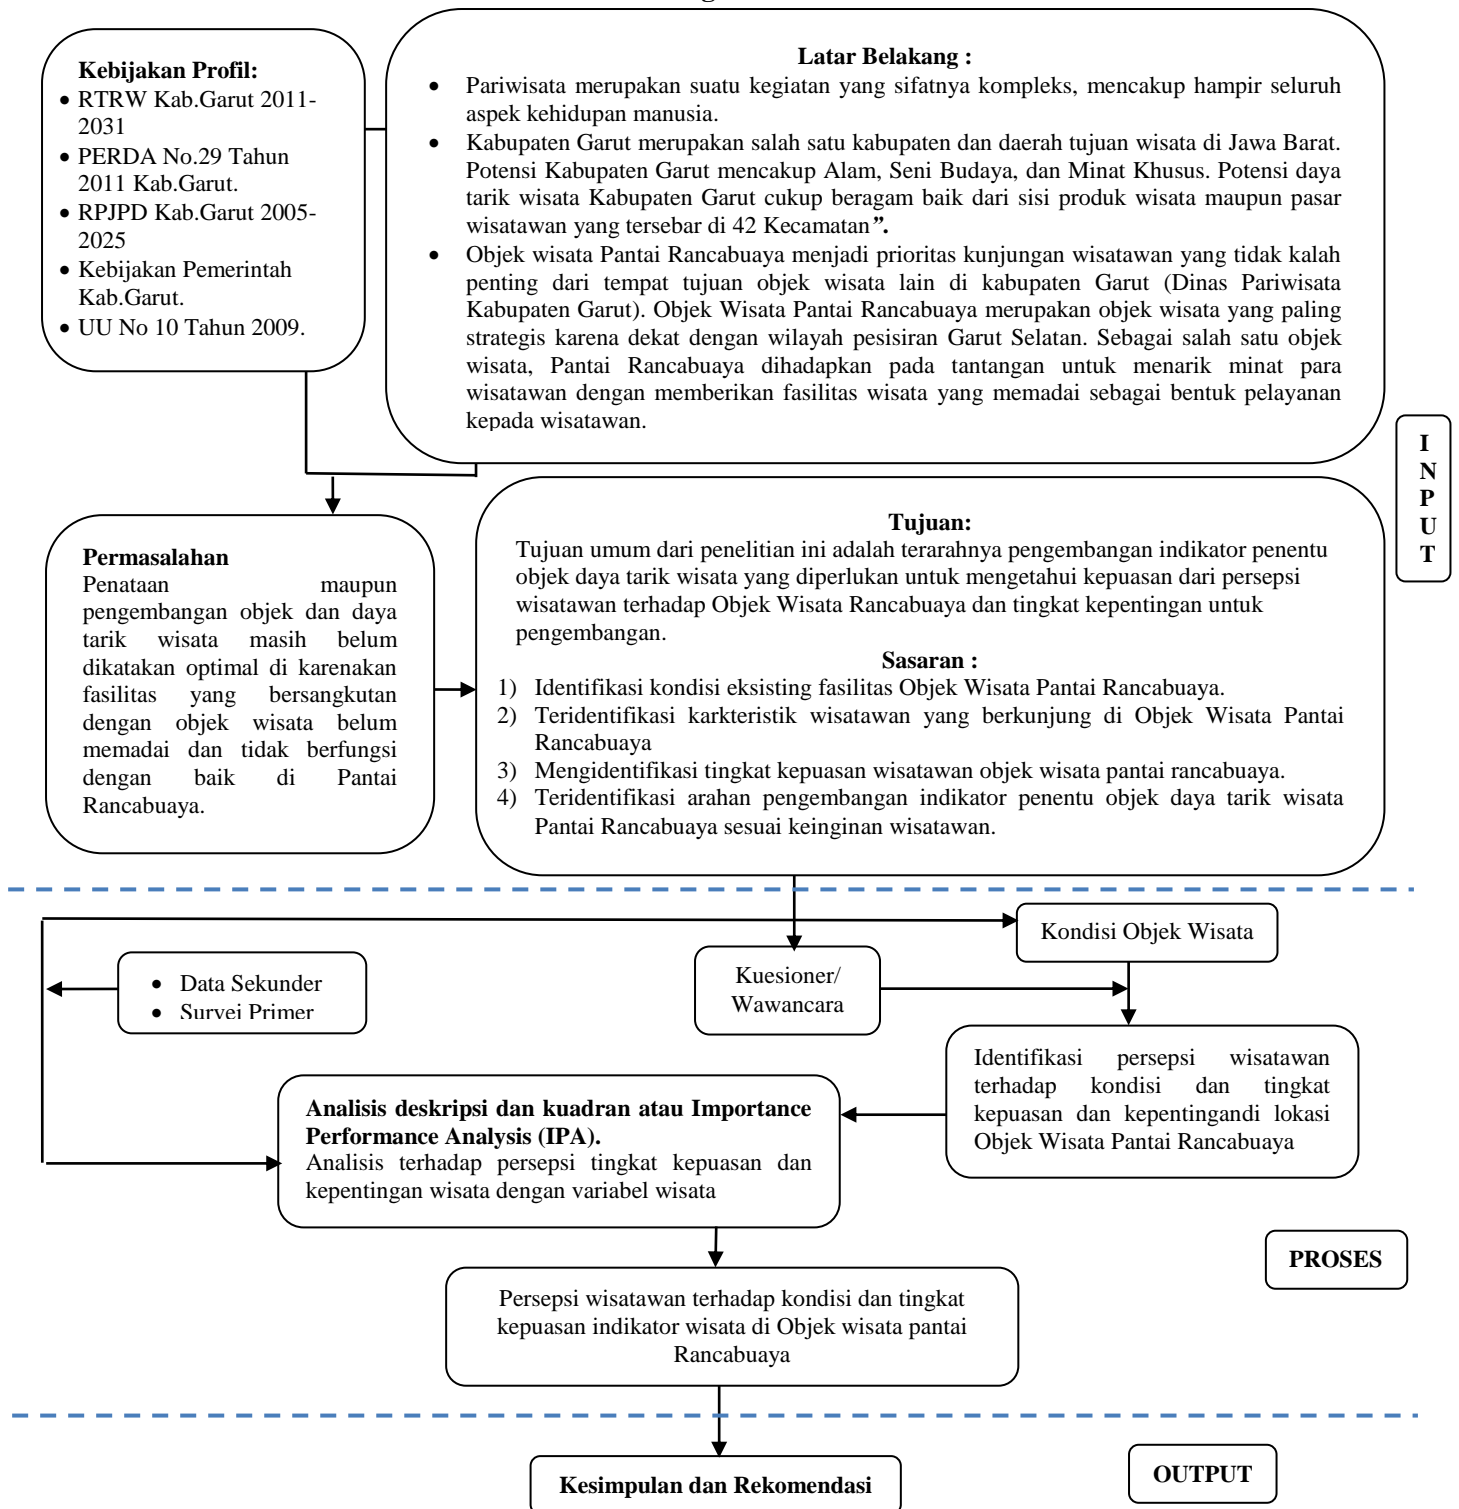 Kebijakan Profil:
• RTRW Kab.Garut 2011-
2031
• PERDA No.29 Tahun
2011 Kab.Garut.
• RPJPD Kab.Garut 2005-
2025
• Kebijakan Pemerintah
Kab.Garut.
• UU No 10 Tahun 2009.
Latar Belakang :
• Pariwisata merupakan suatu kegiatan yang sifatnya kompleks, mencakup hampir seluruh
aspek kehidupan manusia.
• Kabupaten Garut merupakan salah satu kabupaten dan daerah tujuan wisata di Jawa Barat.
Potensi Kabupaten Garut mencakup Alam, Seni Budaya, dan Minat Khusus. Potensi daya
tarik wisata Kabupaten Garut cukup beragam baik dari sisi produk wisata maupun pasar
wisatawan yang tersebar di 42 Kecamatan”.
• Objek wisata Pantai Rancabuaya menjadi prioritas kunjungan wisatawan yang tidak kalah
penting dari tempat tujuan objek wisata lain di kabupaten Garut (Dinas Pariwisata
Kabupaten Garut). Objek Wisata Pantai Rancabuaya merupakan objek wisata yang paling
strategis karena dekat dengan wilayah pesisiran Garut Selatan. Sebagai salah satu objek
wisata, Pantai Rancabuaya dihadapkan pada tantangan untuk menarik minat para
wisatawan dengan memberikan fasilitas wisata yang memadai sebagai bentuk pelayanan
kepada wisatawan.
I
N
P
U
T
Permasalahan
Penataan maupun
pengembangan objek dan daya
tarik wisata masih belum
dikatakan optimal di karenakan
fasilitas yang bersangkutan
dengan objek wisata belum
memadai dan tidak berfungsi
dengan baik di Pantai
Rancabuaya.
Tujuan:
Tujuan umum dari penelitian ini adalah terarahnya pengembangan indikator penentu
objek daya tarik wisata yang diperlukan untuk mengetahui kepuasan dari persepsi
wisatawan terhadap Objek Wisata Rancabuaya dan tingkat kepentingan untuk
pengembangan.
Sasaran :
1) Identifikasi kondisi eksisting fasilitas Objek Wisata Pantai Rancabuaya.
2) Teridentifikasi karkteristik wisatawan yang berkunjung di Objek Wisata Pantai
Rancabuaya
3) Mengidentifikasi tingkat kepuasan wisatawan objek wisata pantai rancabuaya.
4) Teridentifikasi arahan pengembangan indikator penentu objek daya tarik wisata
Pantai Rancabuaya sesuai keinginan wisatawan.
Kondisi Objek Wisata
• Data Sekunder
• Survei Primer
Kuesioner/
Wawancara
Identifikasi persepsi wisatawan
terhadap kondisi dan tingkat
kepuasan dan kepentingandi lokasi
Objek Wisata Pantai Rancabuaya
Analisis deskripsi dan kuadran atau Importance
Performance Analysis (IPA).
Analisis terhadap persepsi tingkat kepuasan dan
kepentingan wisata dengan variabel wisata
PROSES
Persepsi wisatawan terhadap kondisi dan tingkat
kepuasan indikator wisata di Objek wisata pantai
Rancabuaya
Kesimpulan dan Rekomendasi
OUTPUT